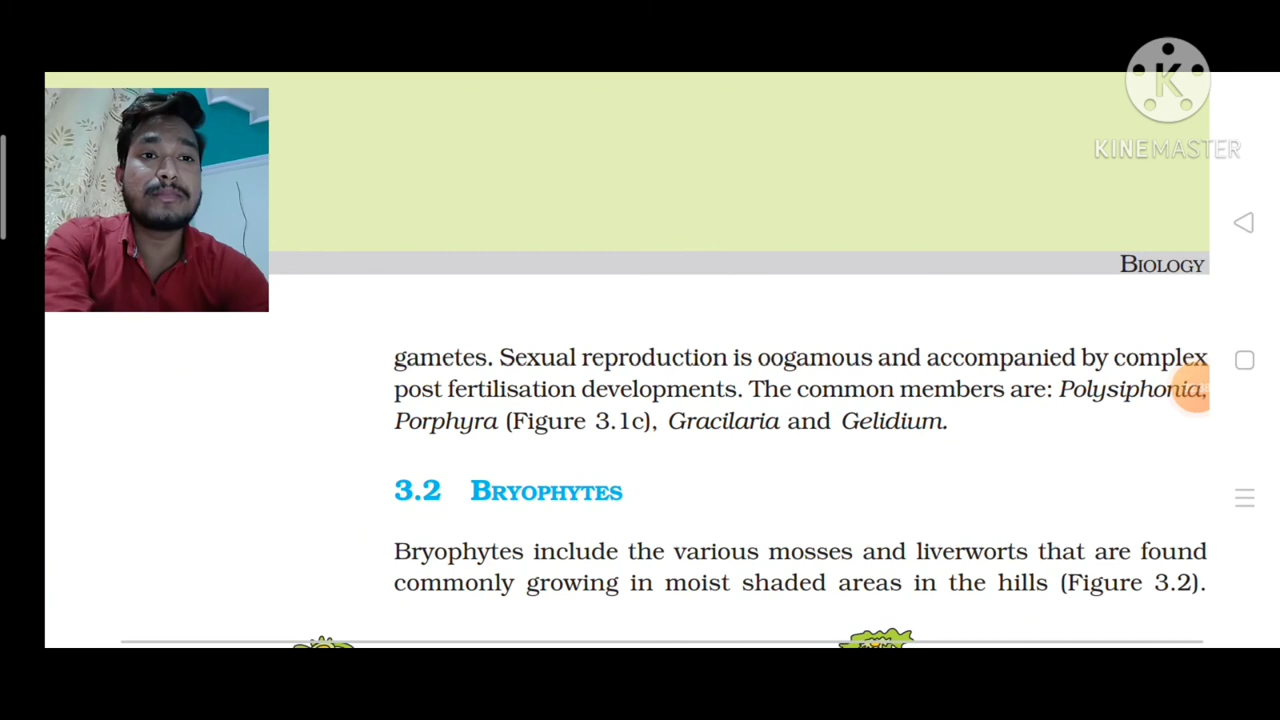 KINEMASTER
BIOLOGY
gametes. Sexual reproduction is oogamous and accompanied by complex
post fertilisation developments. The common members are: Polysiphonia,
Porphyra (Figure 3.1c), Gracilaria and Gelidium.
3.2 BRYOPHYTES
Bryophytes include the various mosses and liverworts that are found
commonly growing in moist shaded areas in the hills (Figure 3.2).